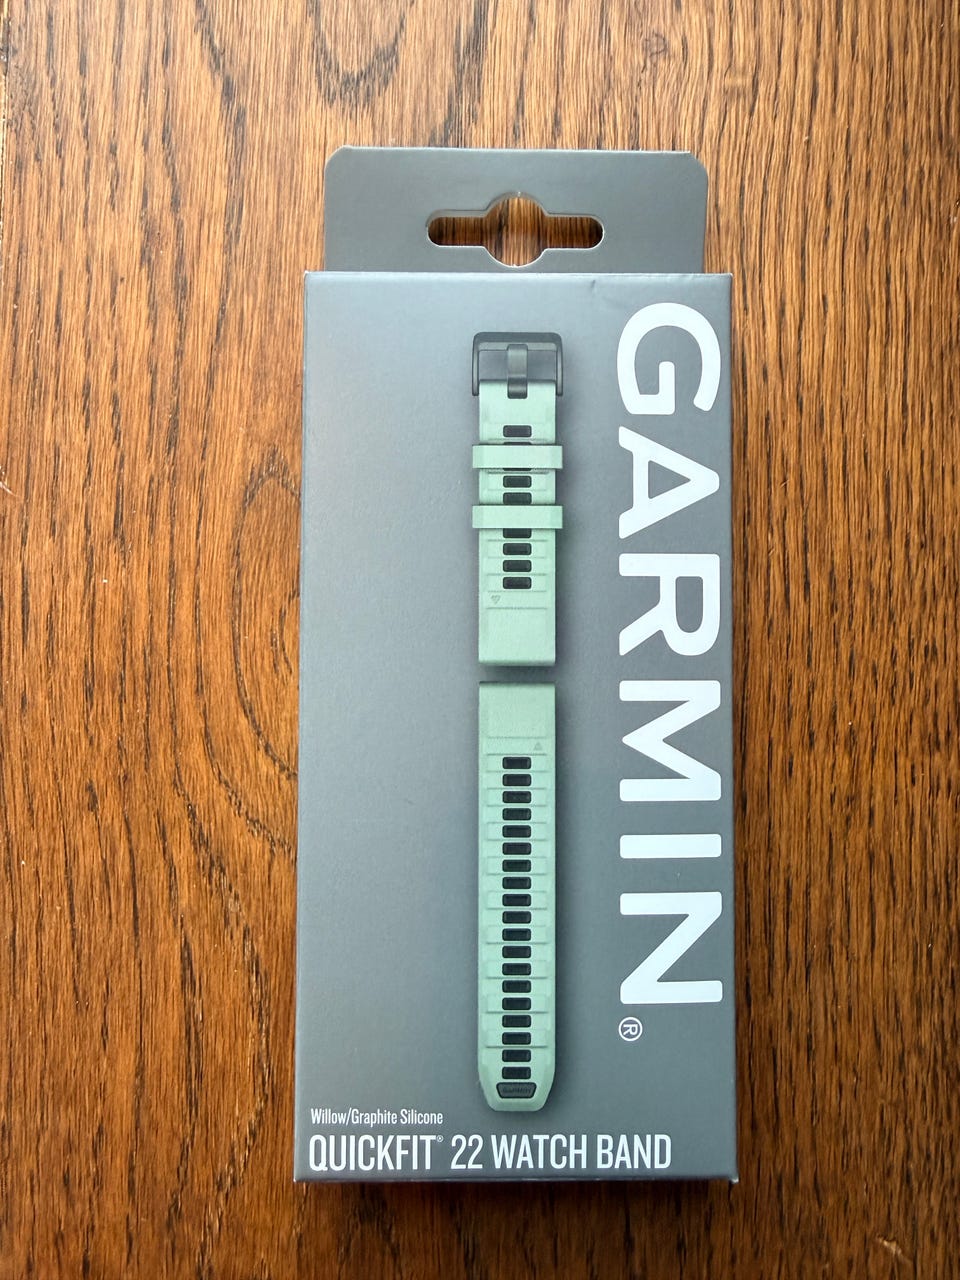 GARMIN®
Willow/Graphite Silicone
QUICKFIT® 22 WATCH BAND